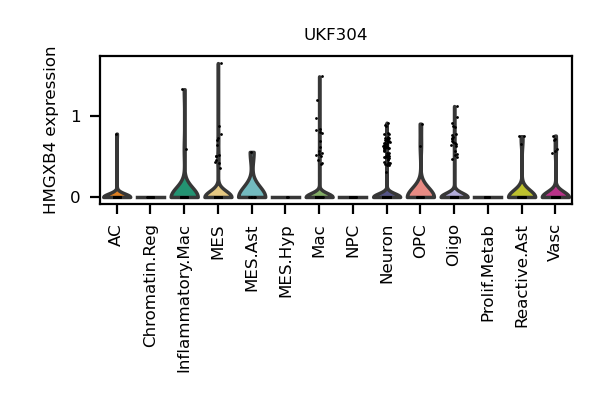 UKF304
HMGXB4 expression
1
0
AC
Chromatin.Reg
Inflammatory.Mac
MES
MES.Ast
MES.Hyp
Mac
NPC
Neuron
OPC
Oligo
Prolif.Metab
Reactive.Ast
Vasc